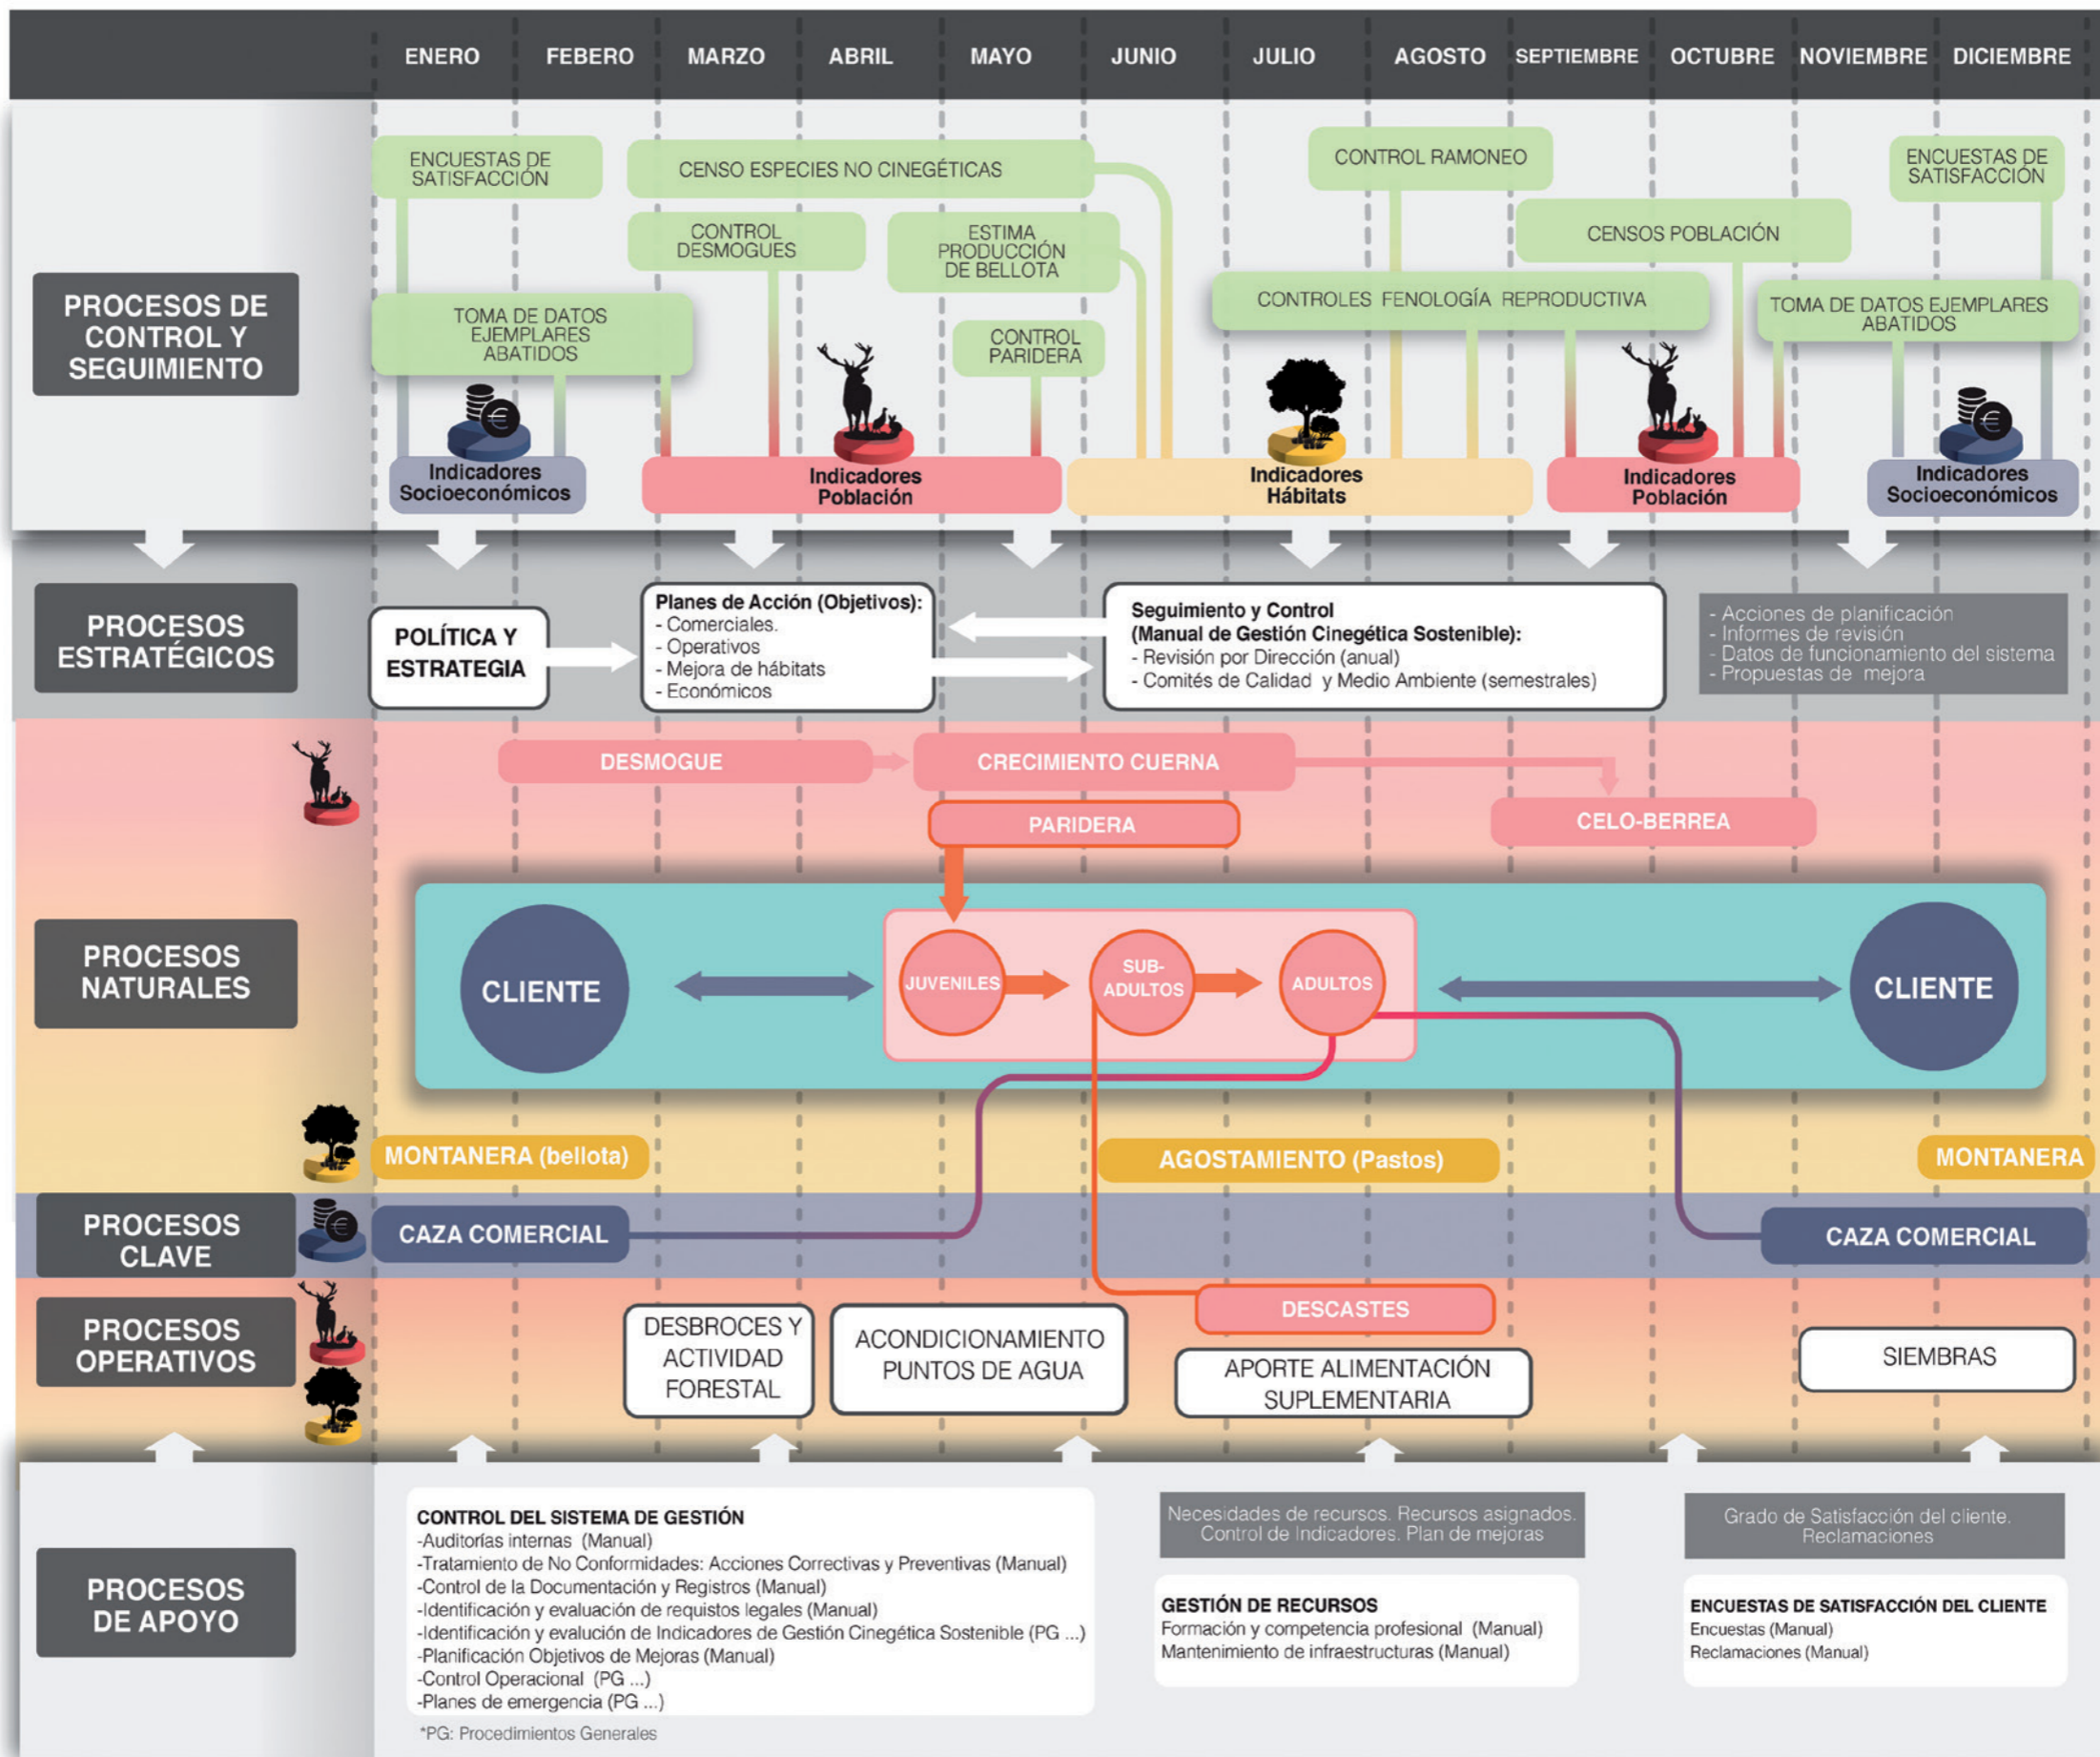 ENERO FEBERO MARZO ABRIL MAYO JUNIO JULIO AGOSTO SEPTIEMBRE OCTUBRE NOVIEMBRE DICIEMBRE
PROCESOS DE
CONTROL Y
SEGUIMIENTO
ENCUESTAS DE
SATISFACCIÓN
CENSO ESPECIES NO CINEGÉTICAS
CONTROL RAMONEO
ENCUESTAS DE
SATISFACCIÓN
CONTROL
DESMOGUES
ESTIMA
PRODUCCIÓN
DE BELLOTA
CENSOS POBLACIÓN
TOMA DE DATOS
EJEMPLARES
ABATIDOS
CONTROL
PARIDERA
CONTROLES FENOLOGÍA REPRODUCTIVA
TOMA DE DATOS EJEMPLARES
ABATIDOS
Indicadores
Socioeconómicos
Indicadores
Población
Indicadores
Hábitats
Indicadores
Población
Indicadores
Socioeconómicos
PROCESOS
ESTRATÉGICOS
POLÍTICA Y
ESTRATEGIA
Planes de Acción (Objetivos):
- Comerciales.
- Operativos
- Mejora de hábitats
- Económicos
Seguimiento y Control
(Manual de Gestión Cinegética Sostenible):
- Revisión por Dirección (anual)
- Comités de Calidad y Medio Ambiente (semestrales)
- Acciones de planificación
- Informes de revisión
- Datos de funcionamiento del sistema
- Propuestas de mejora
PROCESOS
NATURALES
DESMOGUE
CRECIMIENTO CUERNA
PARIDERA
CELO-BERREA
CLIENTE
JUVENILES
SUB-
ADULTOS
ADULTOS
CLIENTE
MONTANERA (bellota)
AGOSTAMIENTO (Pastos)
MONTANERA
PROCESOS
CLAVE
CAZA COMERCIAL
CAZA COMERCIAL
PROCESOS
OPERATIVOS
DESBROCES Y
ACTIVIDAD
FORESTAL
ACONDICIONAMIENTO
PUNTOS DE AGUA
DESCASTES
APORTE ALIMENTACIÓN
SUPLEMENTARIA
SIEMBRAS
PROCESOS
DE APOYO
CONTROL DEL SISTEMA DE GESTIÓN
-Auditorías internas (Manual)
-Tratamiento de No Conformidades: Acciones Correctivas y Preventivas (Manual)
-Control de la Documentación y Registros (Manual)
-Identificación y evaluación de requistos legales (Manual)
-Identificación y evalución de Indicadores de Gestión Cinegética Sostenible (PG ...)
-Planificación Objetivos de Mejoras (Manual)
-Control Operacional (PG ...)
-Planes de emergencia (PG ...)
*PG: Procedimientos Generales
Necesidades de recursos. Recursos asignados.
Control de Indicadores. Plan de mejoras
GESTIÓN DE RECURSOS
Formación y competencia profesional (Manual)
Mantenimiento de infraestructuras (Manual)
Grado de Satisfacción del cliente.
Reclamaciones
ENCUESTAS DE SATISFACCIÓN DEL CLIENTE
Encuestas (Manual)
Reclamaciones (Manual)